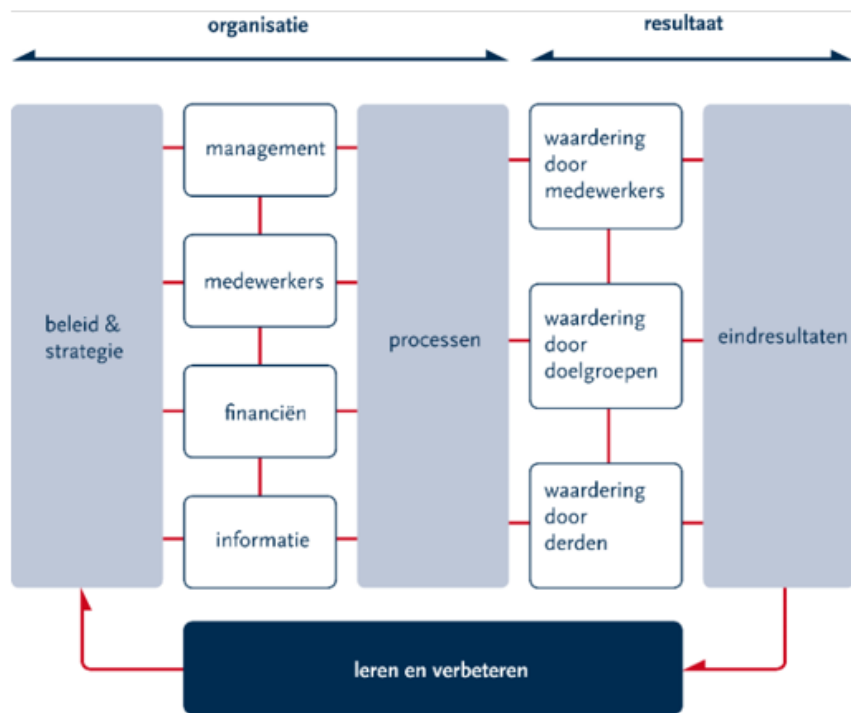 organisatie
resultaat
beleid &
strategie
management
medewerkers
financiën
informatie
processen
waardering
door
medewerkers
waardering
door
doelgroepen
waardering
door
derden
eindresultaten
leren en verbeteren